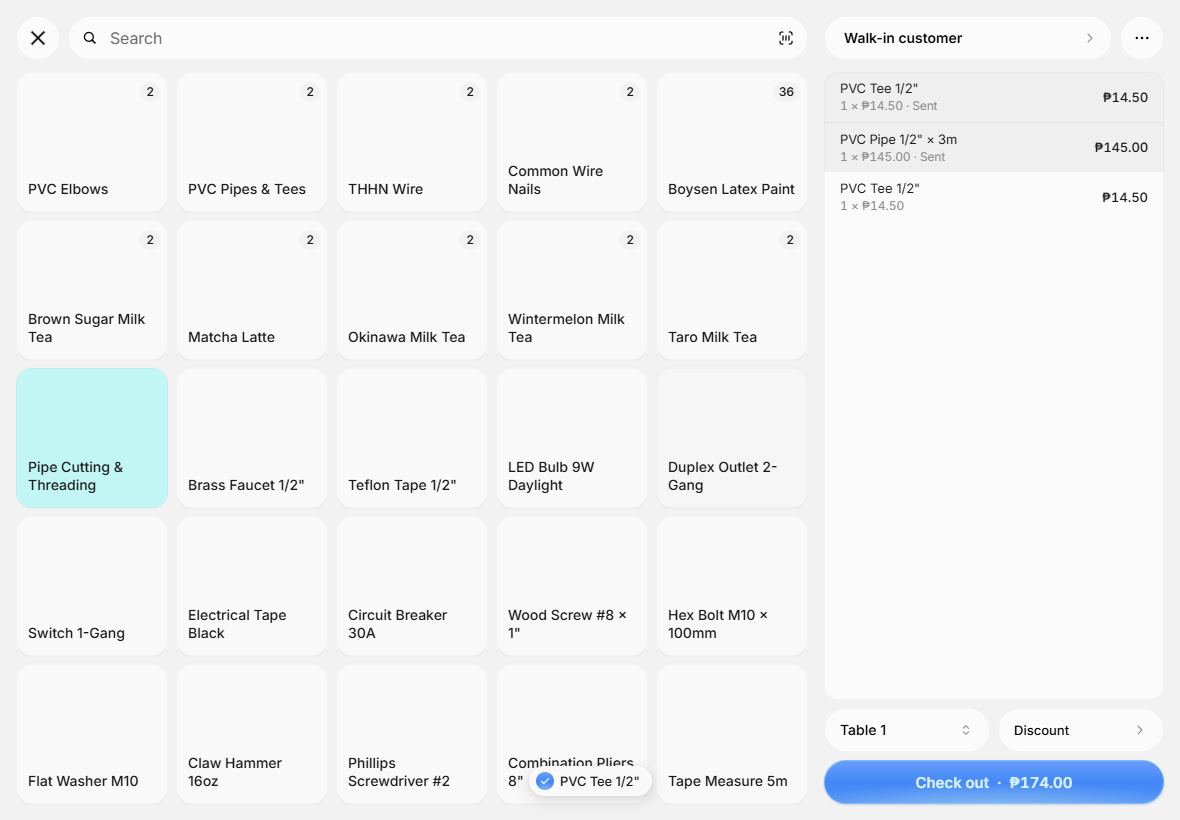 Search
Walk-in customer
2
PVC Elbows
2
PVC Pipes & Tees
2
THHN Wire
2
Common Wire
Nails
36
Boysen Latex Paint
2
Brown Sugar Milk
Tea
2
Matcha Latte
2
Okinawa Milk Tea
2
Wintermelon Milk
Tea
2
Taro Milk Tea
Pipe Cutting &
Threading
Brass Faucet 1/2"
Teflon Tape 1/2"
LED Bulb 9W
Daylight
Duplex Outlet 2-
Gang
Switch 1-Gang
Electrical Tape
Black
Circuit Breaker
30A
Wood Screw #8 ×
1"
Hex Bolt M10 ×
100mm
Flat Washer M10
Claw Hammer
16oz
Phillips
Screwdriver #2
Combination Pliers
8"
PVC Tee 1/2"
Tape Measure 5m
PVC Tee 1/2"
1 × ₱14.50 · Sent
₱14.50
PVC Pipe 1/2" × 3m
1 × ₱145.00 · Sent
₱145.00
PVC Tee 1/2"
1 × ₱14.50
₱14.50
Table 1
Discount
Check out · ₱174.00